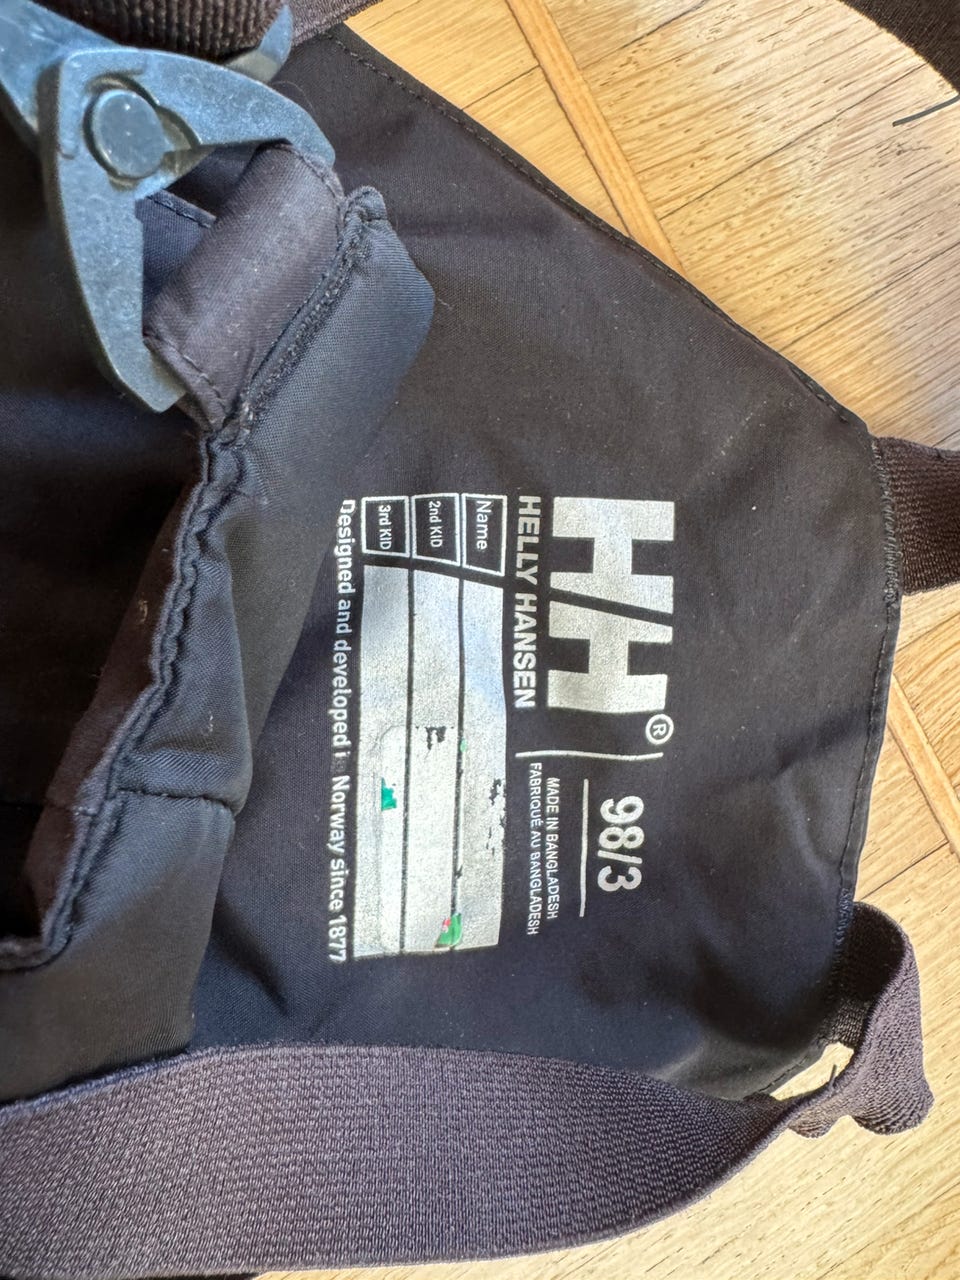 HH®
HELLY HANSEN
98/3
MADE IN BANGLADESH
FABRIQUÉ AU BANGLADESH
Name
2nd KID
3rd KID
Designed and developed i Norway since 1877